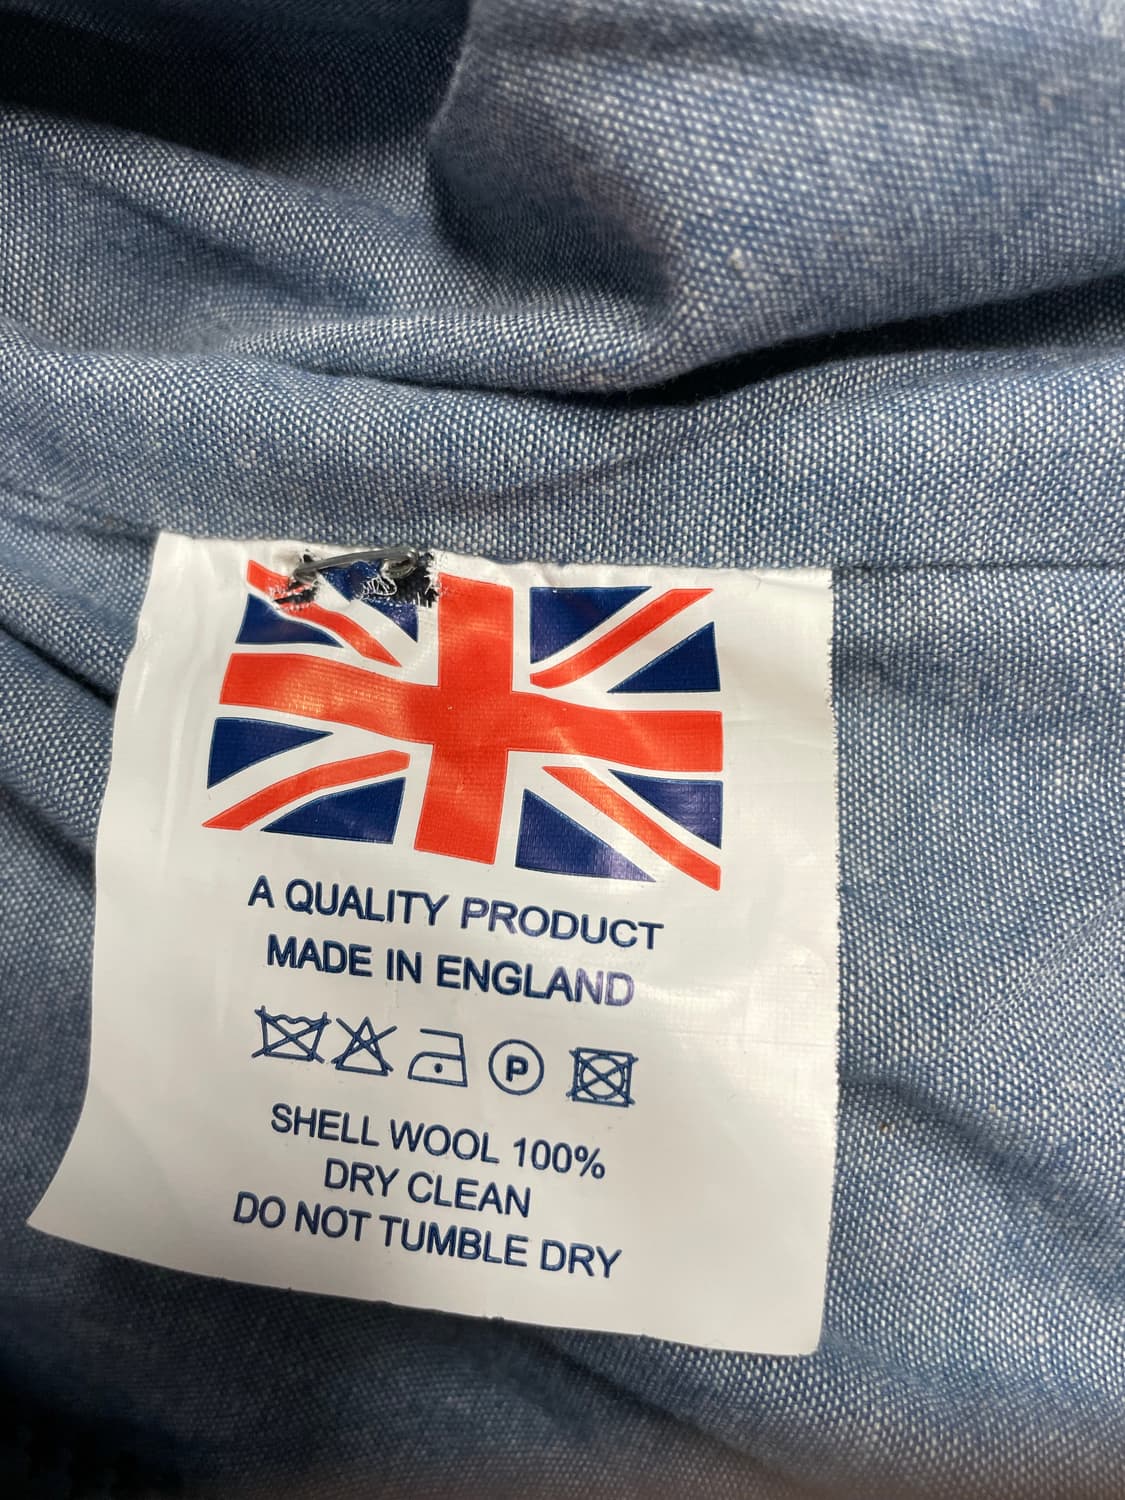 A QUALITY PRODUCT
MADE IN ENGLAND
P
SHELL WOOL 100%
DRY CLEAN
DO NOT TUMBLE DRY